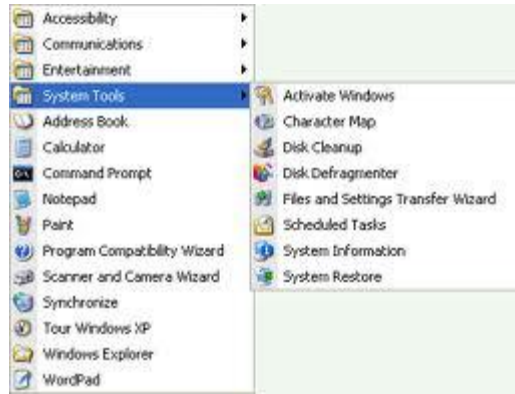 Accessibility
Communications
Entertainment
System Tools
Address Book
Calculator
Command Prompt
Notepad
Paint
Program Compatibility Wizard
Scanner and Camera Wizard
Synchronize
Tour Windows XP
Windows Explorer
WordPad
Activate Windows
Character Map
Disk Cleanup
Disk Defragmenter
Files and Settings Transfer Wizard
Scheduled Tasks
System Information
System Restore